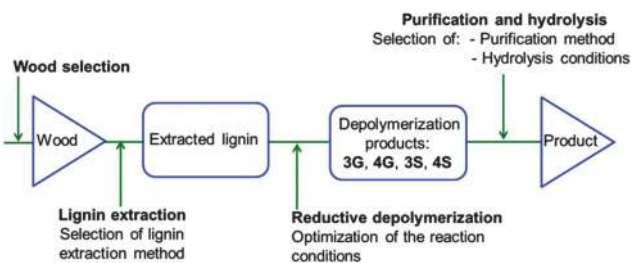 Purification and hydrolysis
Selection of: - Purification method
- Hydrolysis conditions
Wood selection
Wood
Extracted lignin
Depolymerization
products:
3G, 4G, 3S, 4S
Product
Lignin extraction
Selection of lignin
extraction method
Reductive depolymerization
Optimization of the reaction
conditions